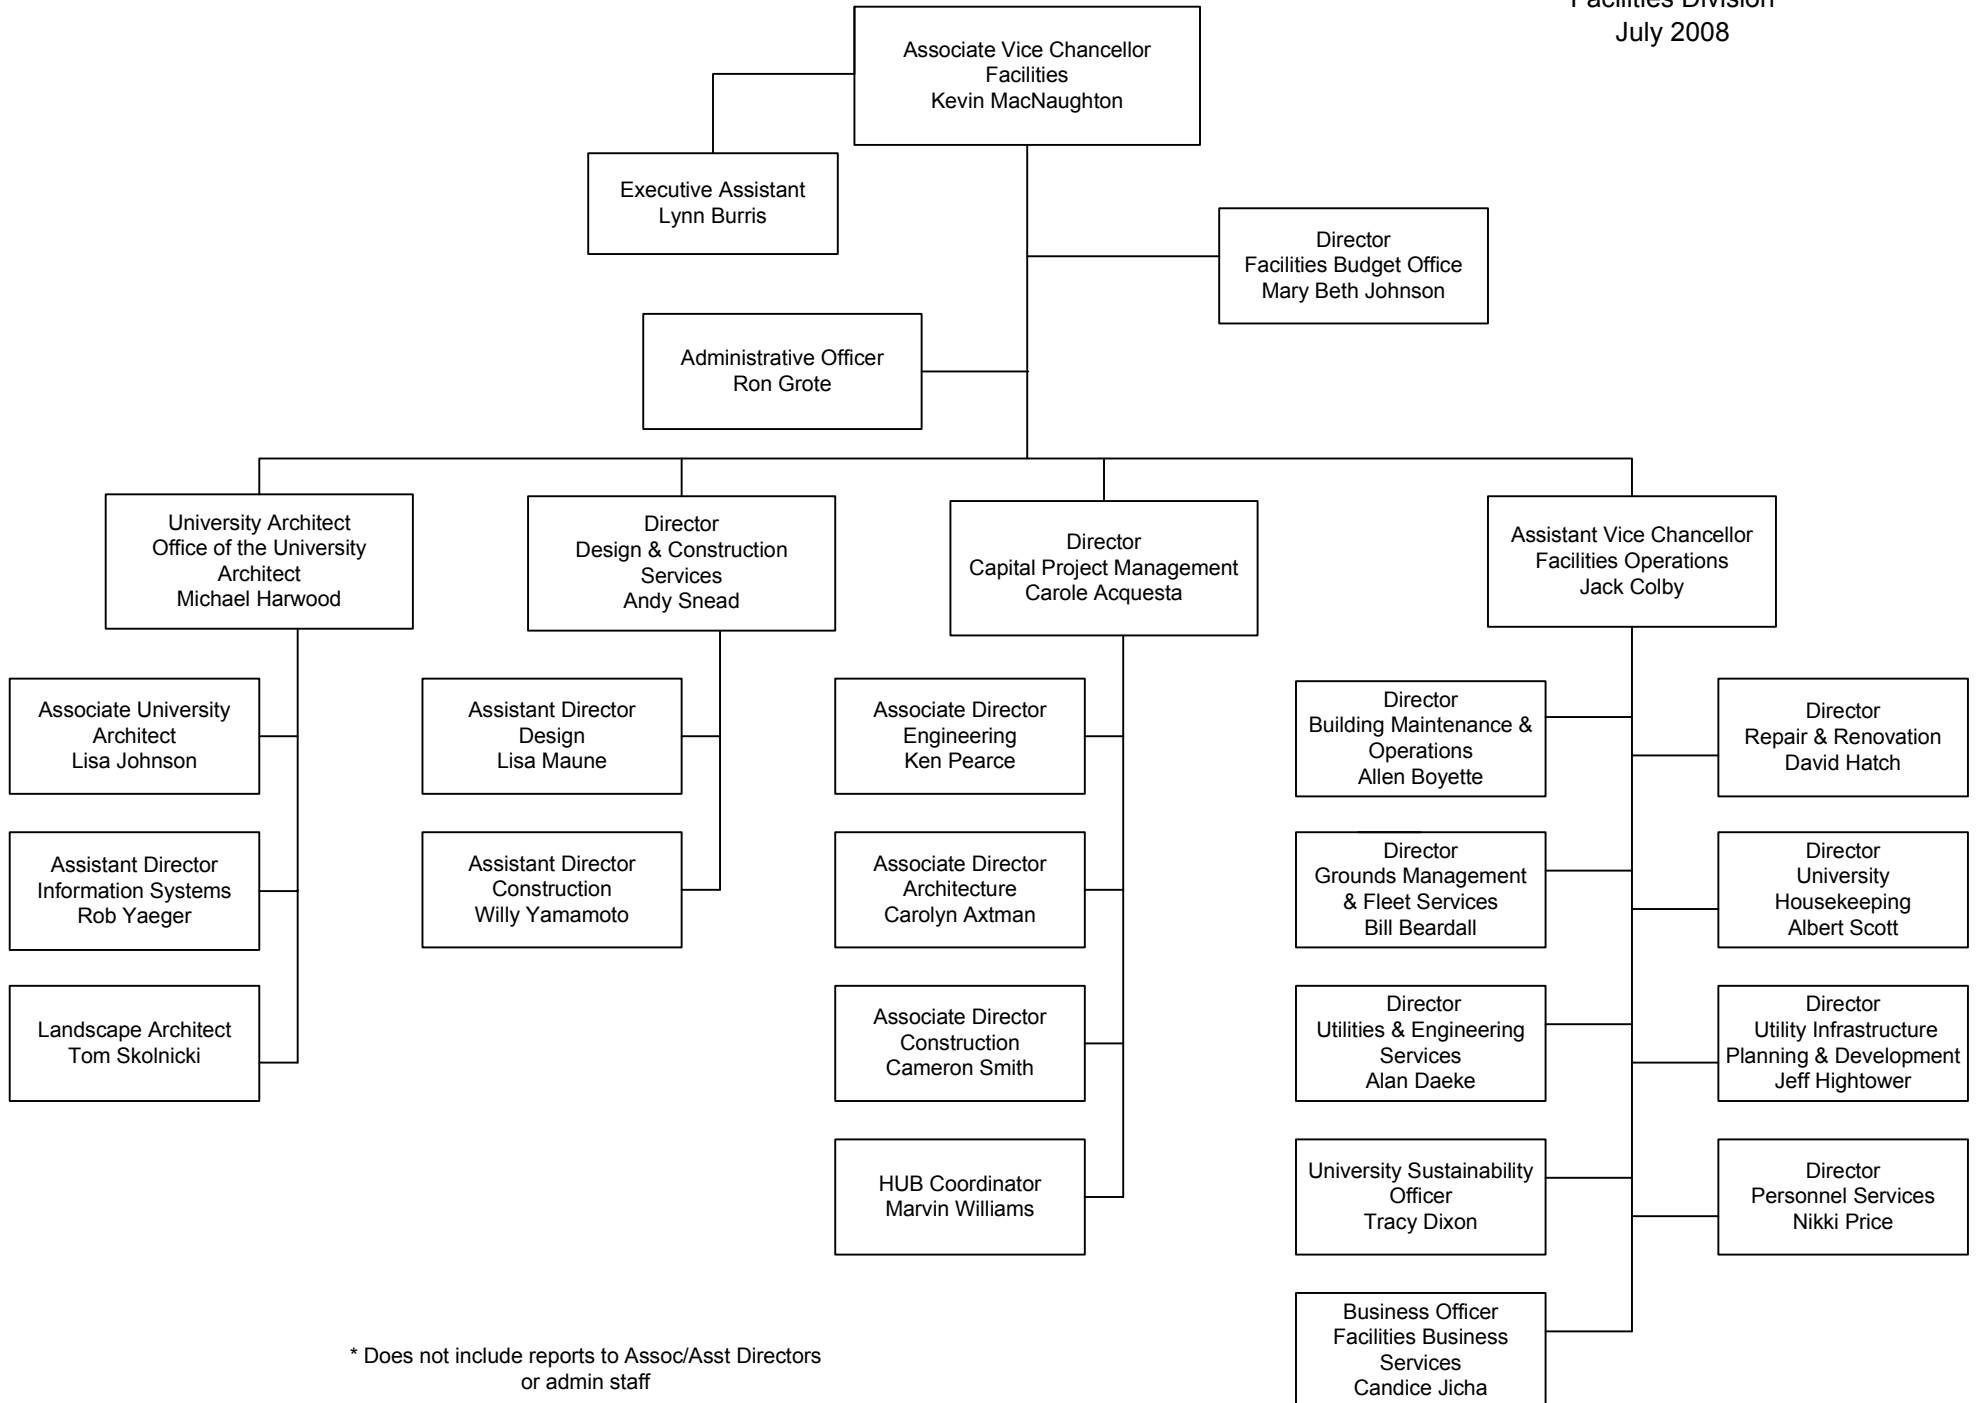 Facilities Division
July 2008
Associate Vice Chancellor
Facilities
Kevin MacNaughton
Executive Assistant
Lynn Burris
Director
Facilities Budget Office
Mary Beth Johnson
Administrative Officer
Ron Grote
University Architect
Office of the University
Architect
Michael Harwood
Director
Design & Construction
Services
Andy Snead
Director
Capital Project Management
Carole Acquesta
Assistant Vice Chancellor
Facilities Operations
Jack Colby
Associate University
Architect
Lisa Johnson
Assistant Director
Information Systems
Rob Yaeger
Landscape Architect
Tom Skolnicki
Assistant Director
Design
Lisa Maune
Assistant Director
Construction
Willy Yamamoto
Associate Director
Engineering
Ken Pearce
Associate Director
Architecture
Carolyn Axtman
Associate Director
Construction
Cameron Smith
HUB Coordinator
Marvin Williams
Director
Building Maintenance &
Operations
Allen Boyette
Director
Repair & Renovation
David Hatch
Director
Grounds Management
& Fleet Services
Bill Beardall
Director
University
Housekeeping
Albert Scott
Director
Utilities & Engineering
Services
Alan Daeke
Director
Utility Infrastructure
Planning & Development
Jeff Hightower
University Sustainability
Officer
Tracy Dixon
Director
Personnel Services
Nikki Price
Business Officer
Facilities Business
Services
Candice Jicha
* Does not include reports to Assoc/Asst Directors
or admin staff